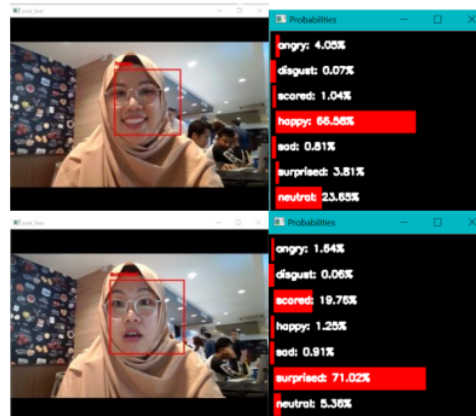 Probabilities
angry: 4.05%
disgust: 0.07%
scared: 1.04%
happy: 66.58%
sad: 0.81%
surprised: 3.81%
neutral: 23.65%
Probabilities
angry: 1.64%
disgust: 0.06%
scared: 19.76%
happy: 1.25%
sad: 0.91%
surprised: 71.02%
neutral: 5.36%